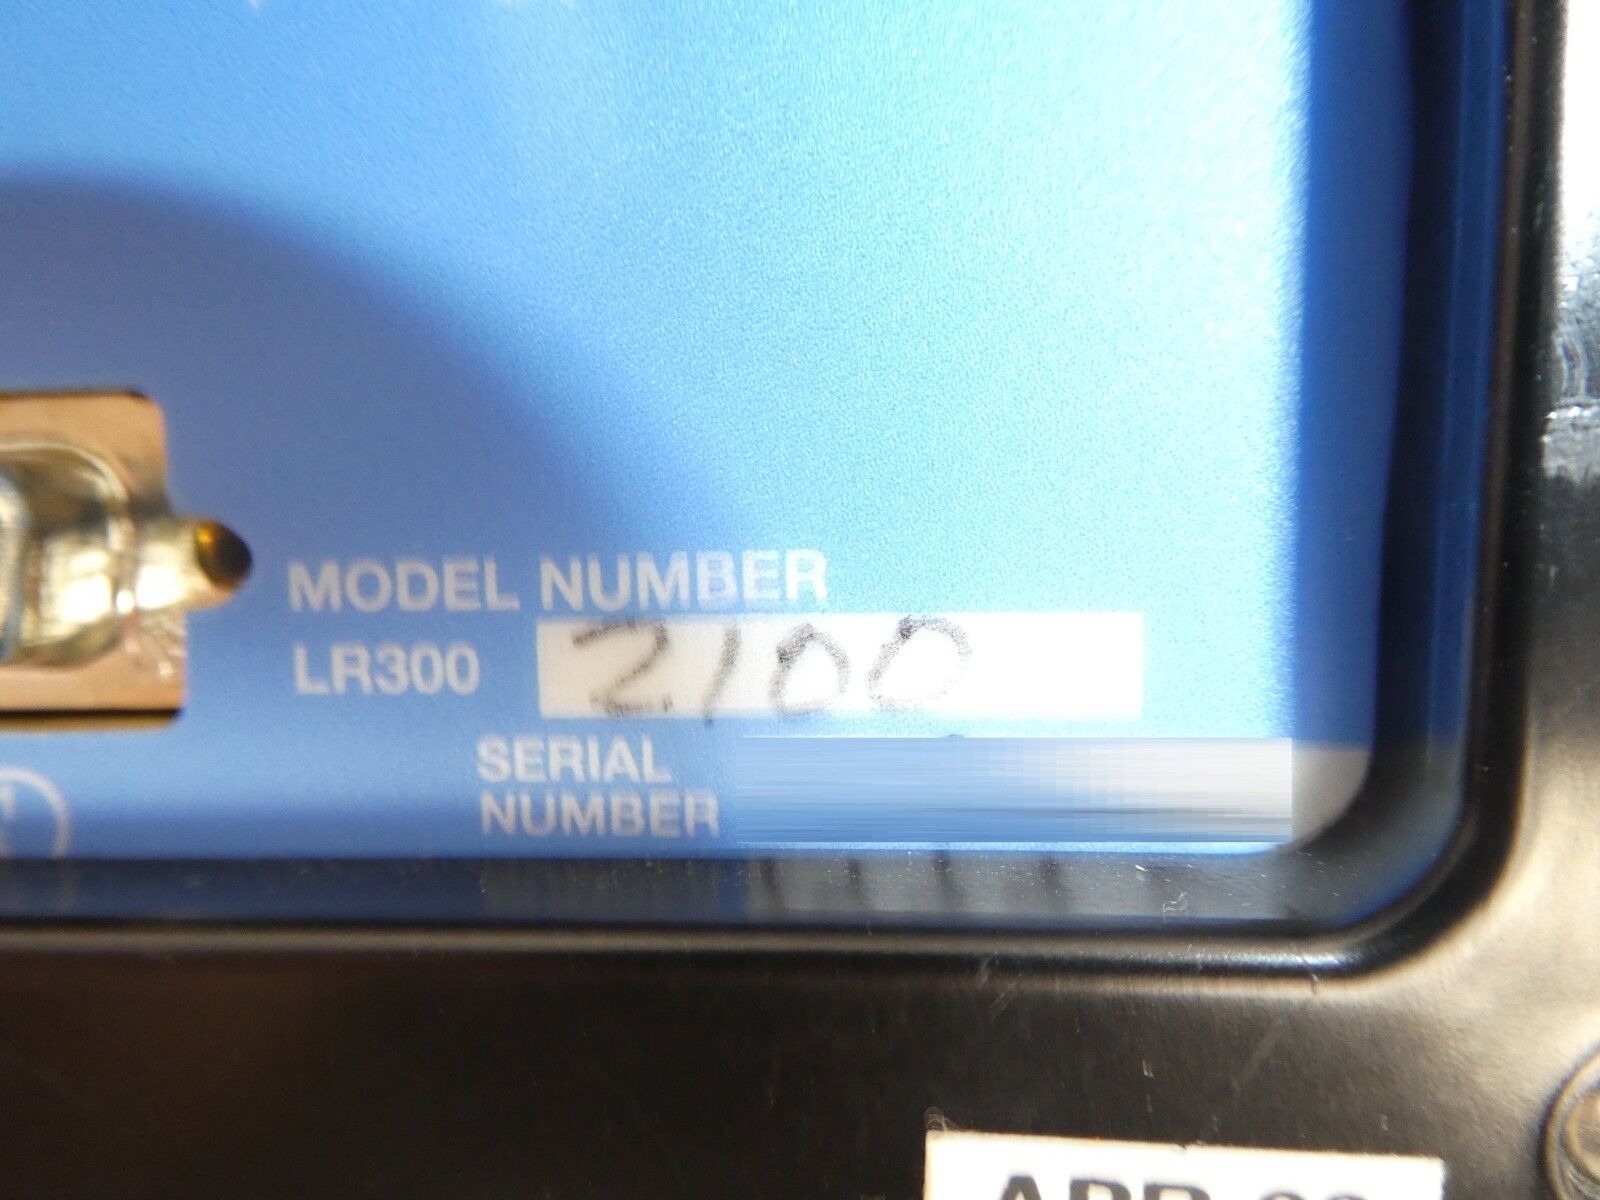 MODEL NUMBER
LR300 2100
SERIAL
NUMBER